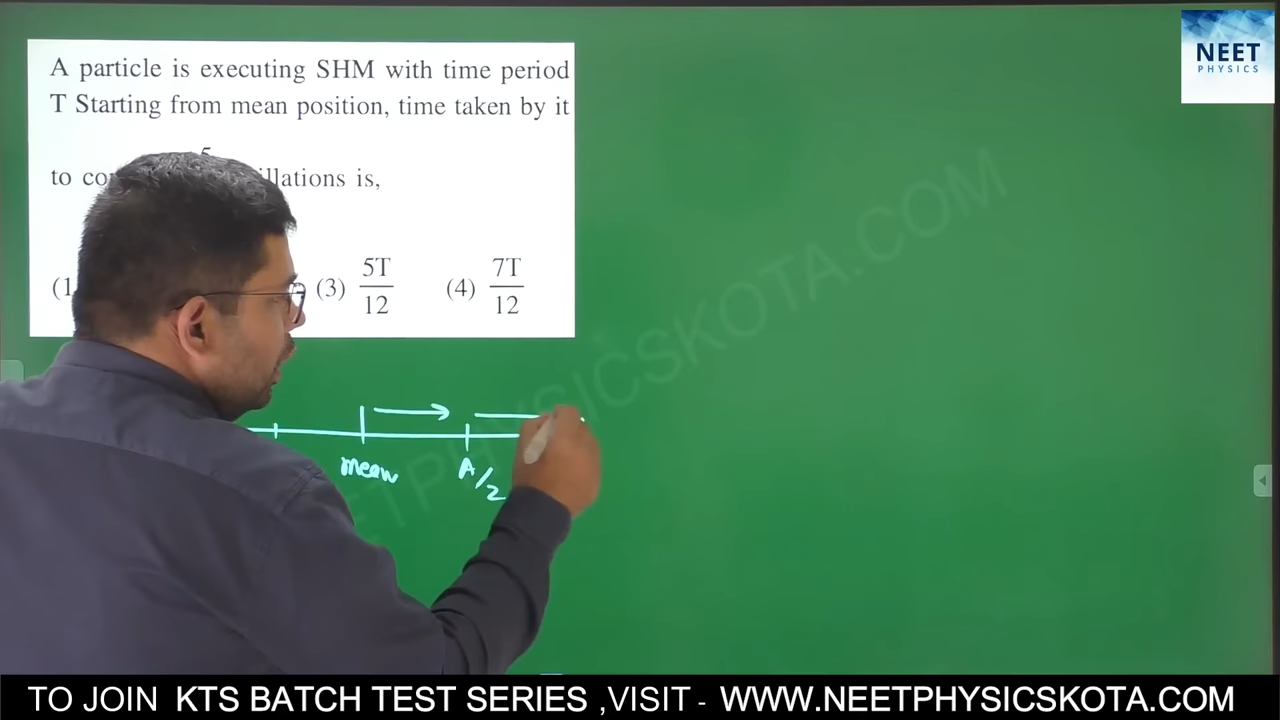 A particle is executing SHM with time period
T Starting from mean position, time taken by it
5
to co illations is,
(1 (3) 5T/12 (4) 7T/12
mean A/2
NEET
PHYSICS
NEETPHYSICSKOTA.COM
TO JOIN KTS BATCH TEST SERIES ,VISIT - WWW.NEETPHYSICSKOTA.COM